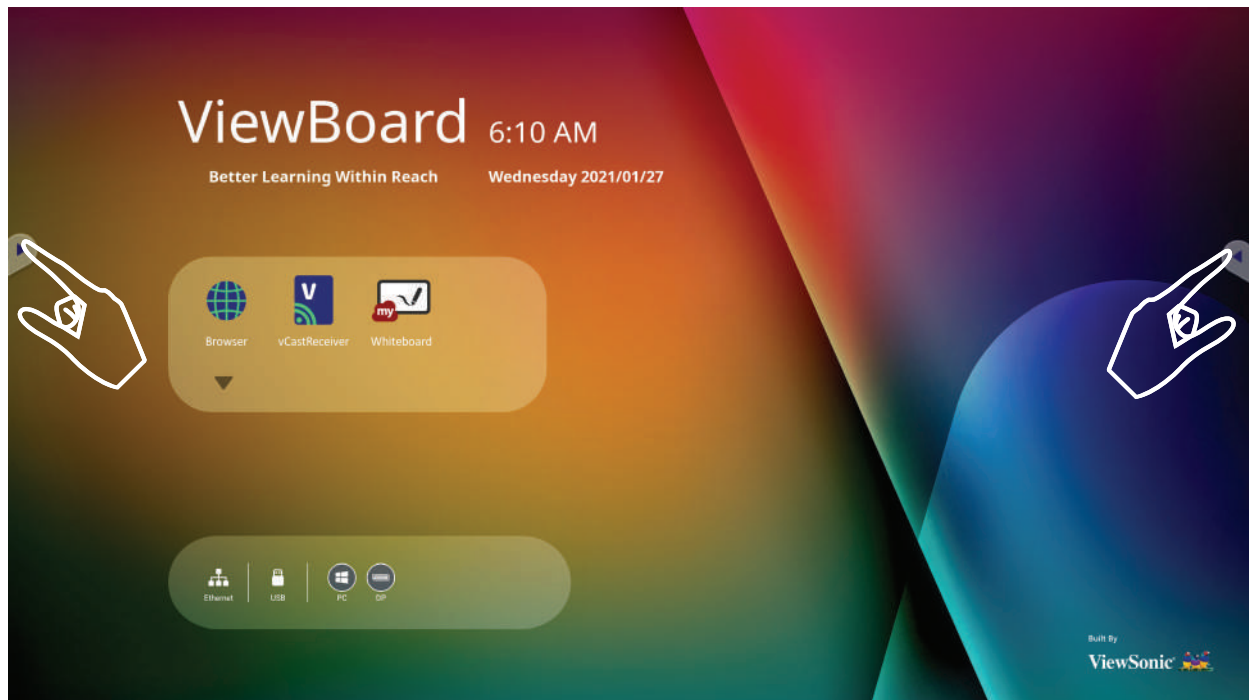 ViewBoard 6:10 AM
Better Learning Within Reach Wednesday 2021/01/27
V
my
Browser vCastReceiver Whiteboard
Ethernet USB PC DP
Built By
ViewSonic